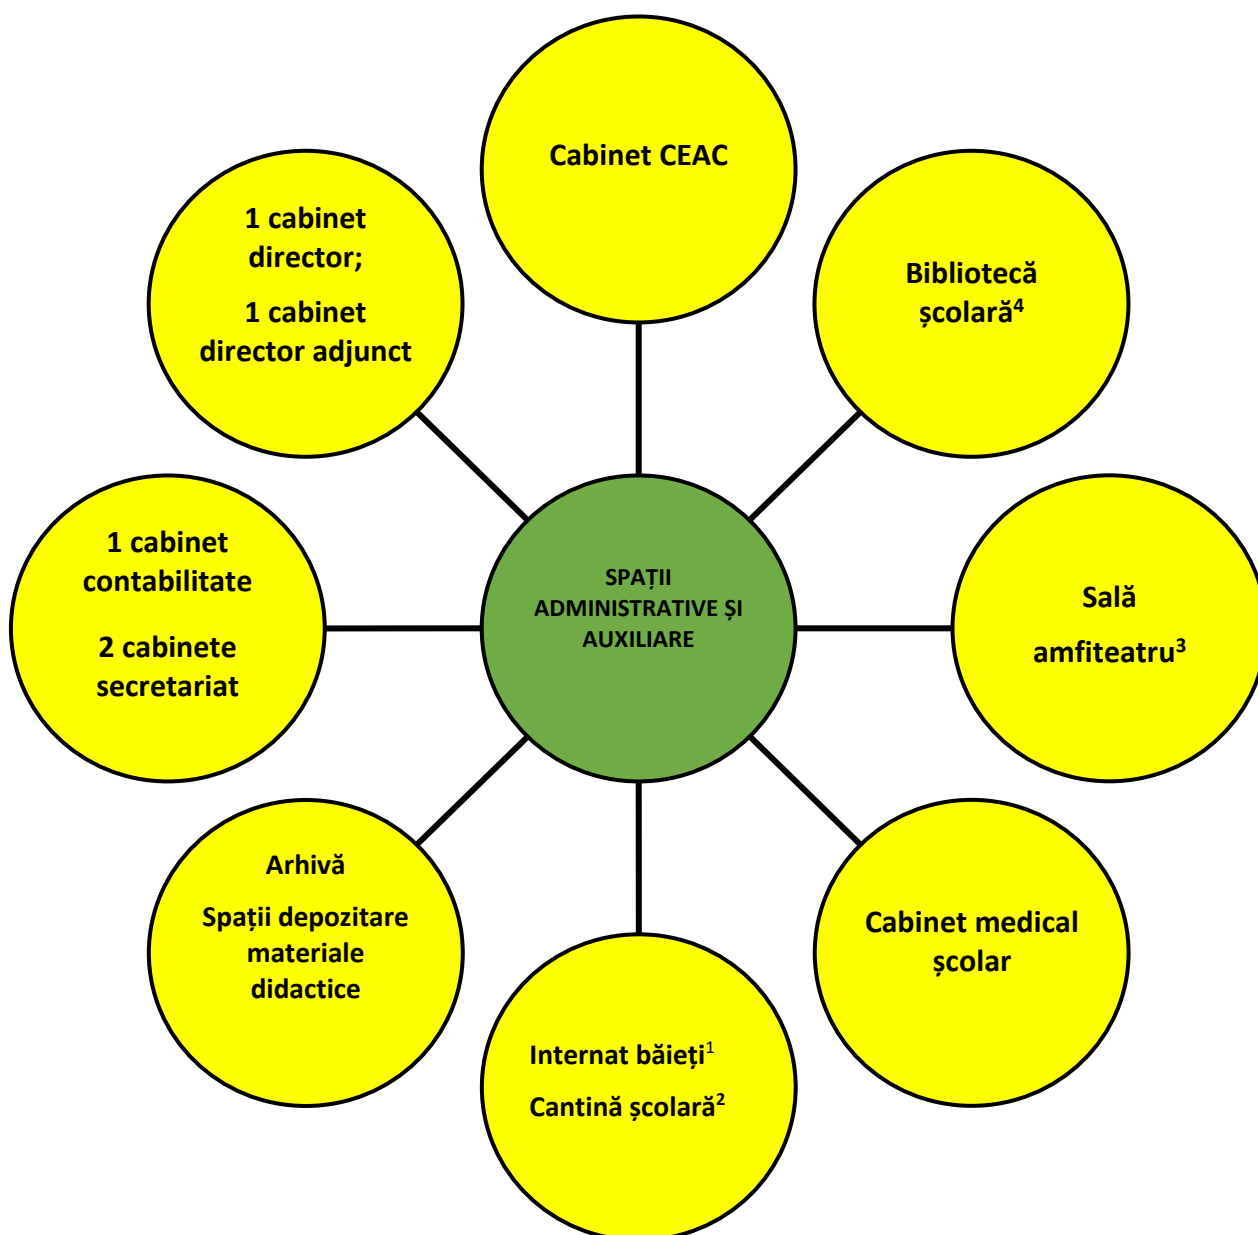 Cabinet CEAC
1 cabinet
director;
1 cabinet
director adjunct
Bibliotecă
școlară⁴
1 cabinet
contabilitate
2 cabinete
secretariat
SPAȚII
ADMINISTRATIVE ȘI
AUXILIARE
Sală
amfiteatru³
Arhivă
Spații depozitare
materiale
didactice
Cabinet medical
școlar
Internat băieți¹
Cantină școlară²